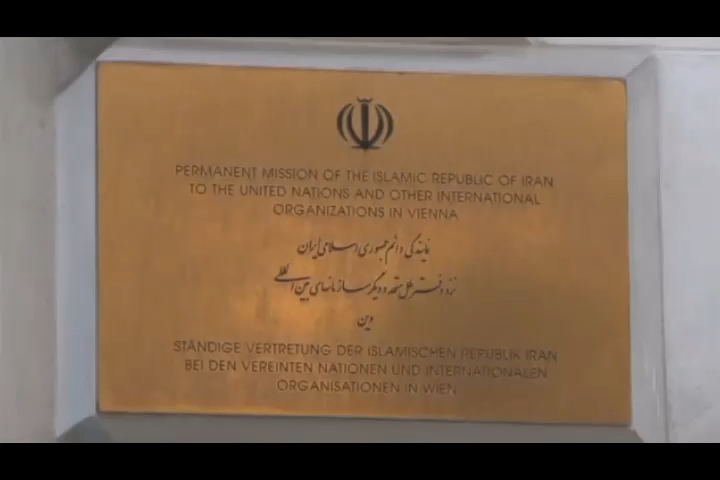 PERMANENT MISSION OF THE ISLAMIC REPUBLIC OF IRAN
TO THE UNITED NATIONS AND OTHER INTERNATIONAL
ORGANIZATIONS IN VIENNA
نمایندگی دائم جمهوری اسلامی ایران
نزد دفتر ملل متحد و دیگر سازمانهای بین المللی
وین
STÄNDIGE VERTRETUNG DER ISLAMISCHEN REPUBLIK IRAN
BEI DEN VEREINTEN NATIONEN UND INTERNATIONALEN
ORGANISATIONEN IN WIEN